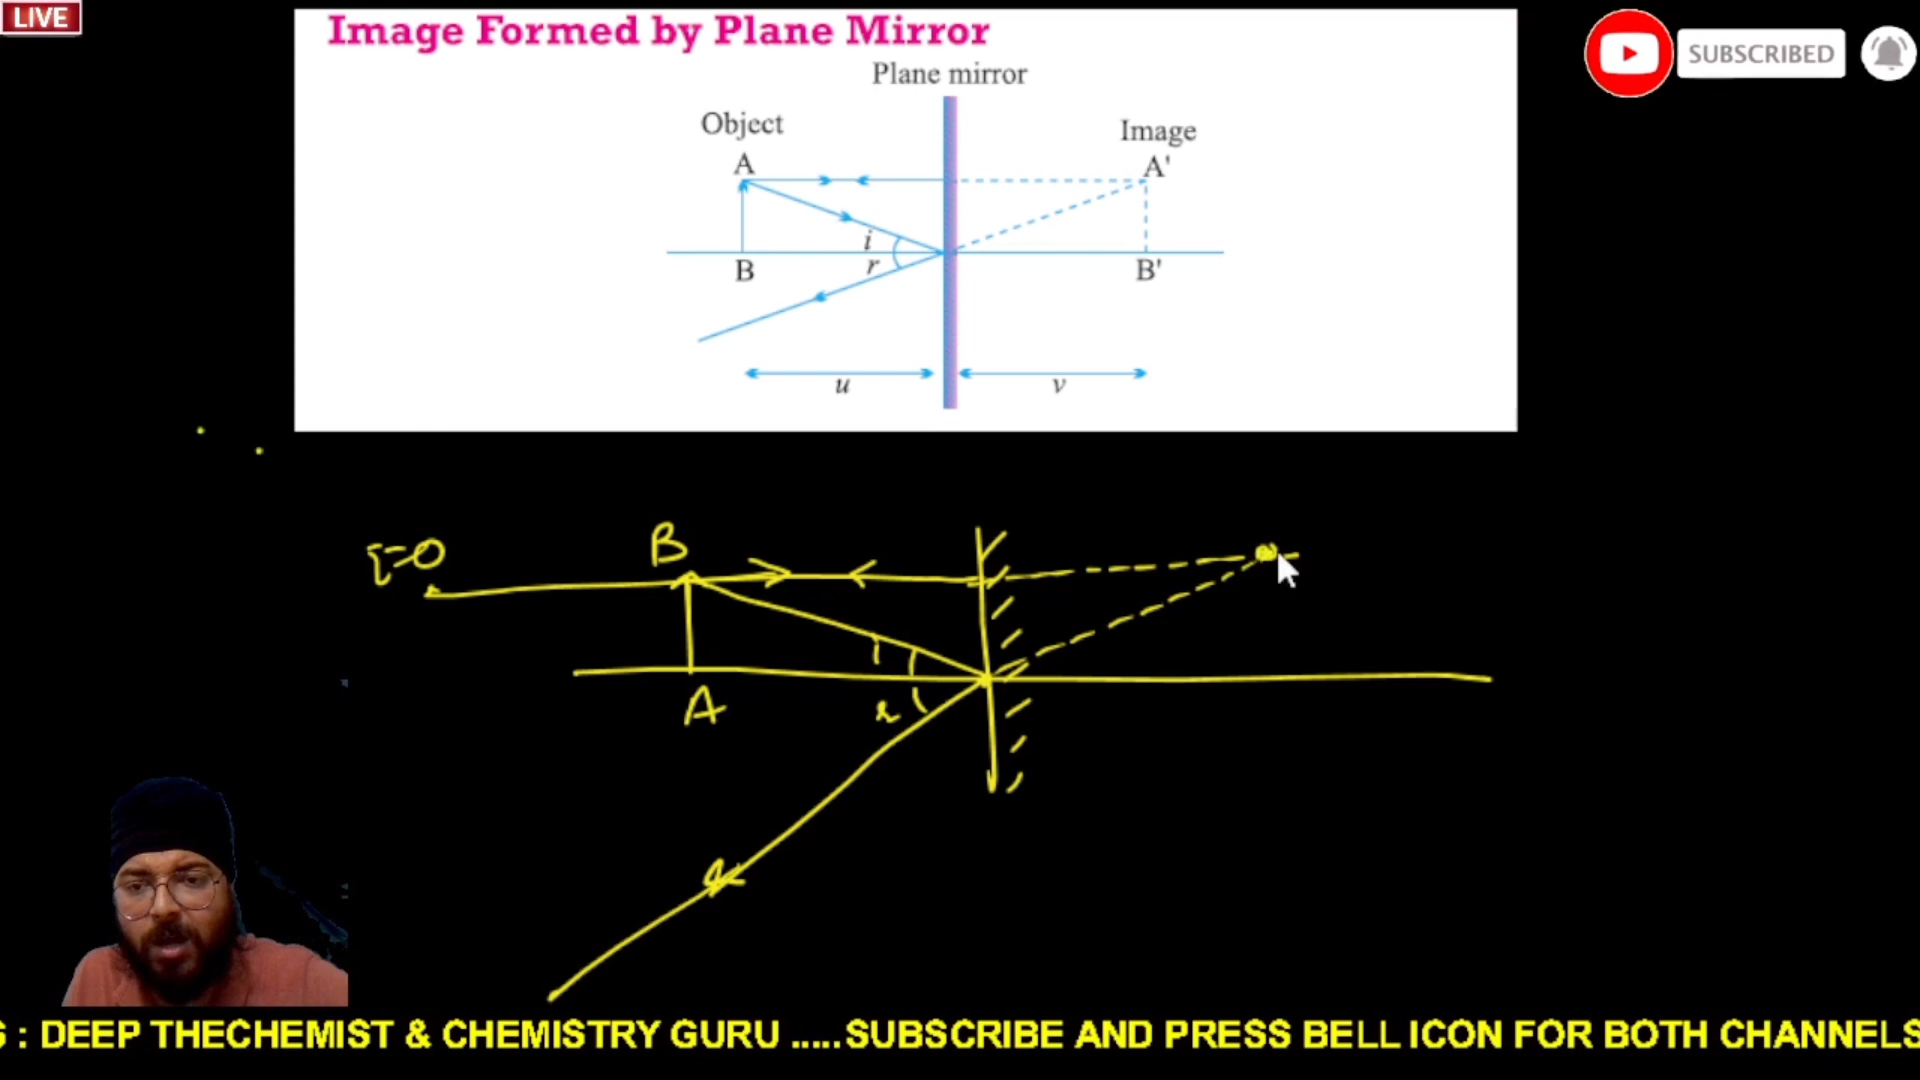 LIVE
Image Formed by Plane Mirror
SUBSCRIBED
Plane mirror
Object
Image
A
A'
i
r
B
B'
u
v
i=0
B
i
r
A
: DEEP THECHEMIST & CHEMISTRY GURU .....SUBSCRIBE AND PRESS BELL ICON FOR BOTH CHANNELS